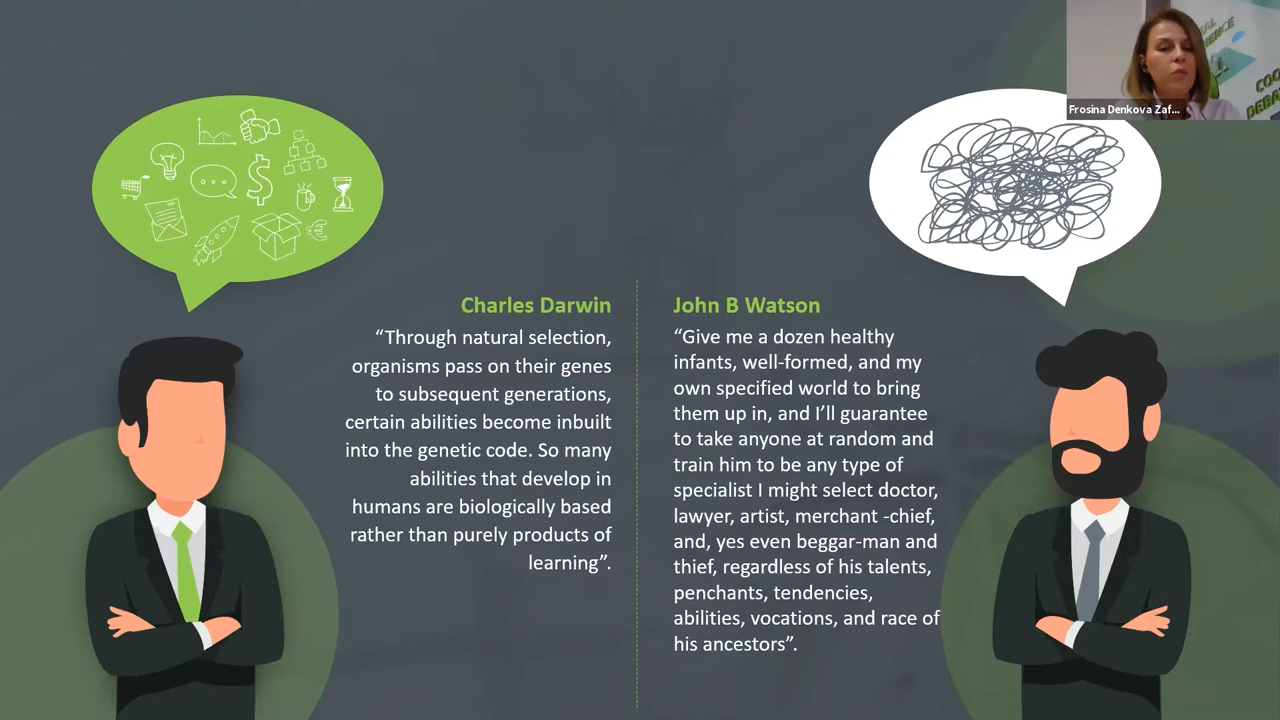 Charles Darwin
“Through natural selection,
organisms pass on their genes
to subsequent generations,
certain abilities become inbuilt
into the genetic code. So many
abilities that develop in
humans are biologically based
rather than purely products of
learning”.
John B Watson
“Give me a dozen healthy
infants, well-formed, and my
own specified world to bring
them up in, and I’ll guarantee
to take anyone at random and
train him to be any type of
specialist I might select doctor,
lawyer, artist, merchant -chief,
and, yes even beggar-man and
thief, regardless of his talents,
penchants, tendencies,
abilities, vocations, and race of
his ancestors”.
Frosina Denkova Zaf...